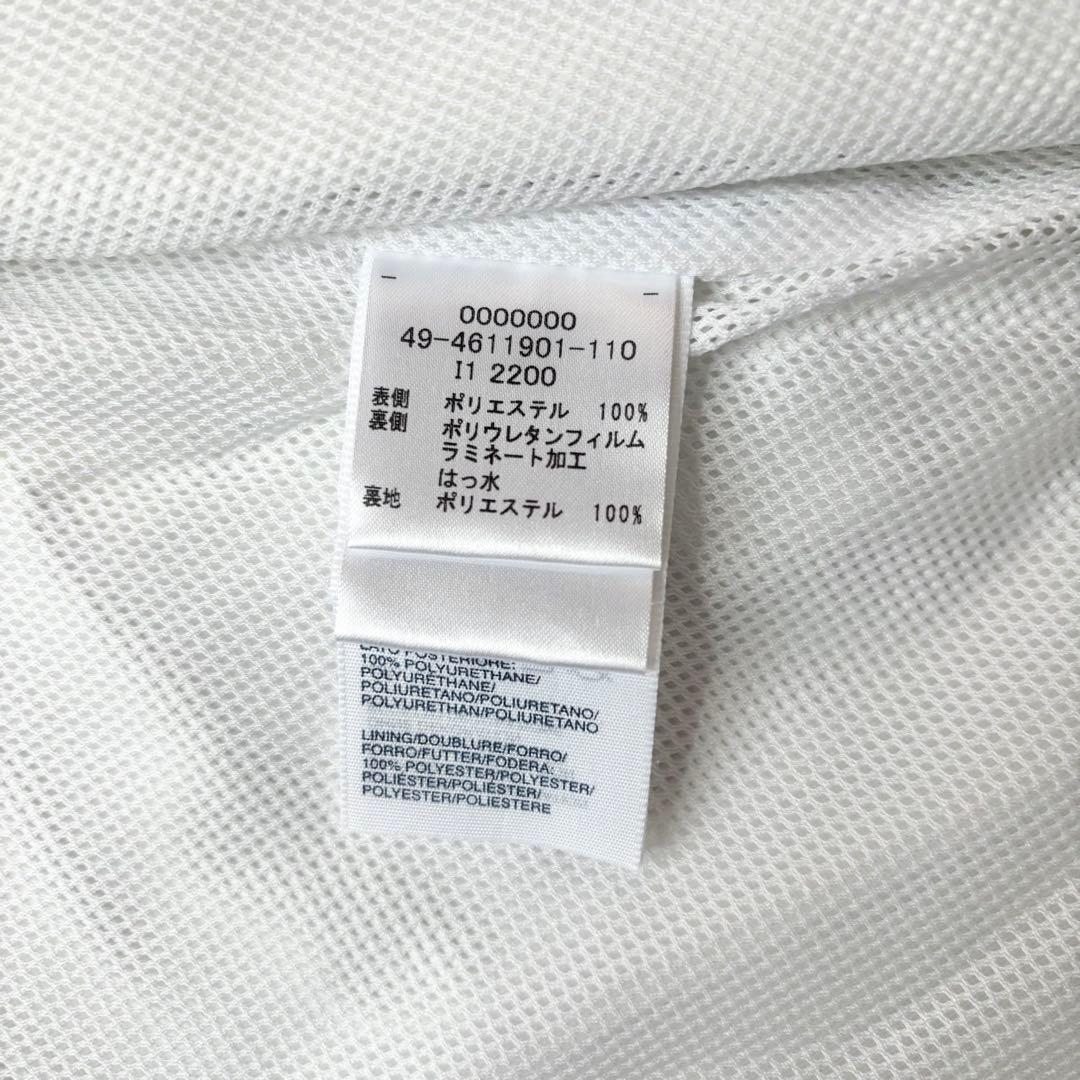 0000000
49-4611901-110
I1 2200
表側 ポリエステル 100%
裏側 ポリウレタンフィルム
ラミネート加工
はっ水
裏地 ポリエステル 100%
LATO POSTERIORE:
100% POLYURETHANE/
POLYURÉTHANE/
POLIURETANO/POLIURETANO/
POLYURETHAN/POLIURETANO
LINING/DOUBLURE/FORRO/
FORRO/FUTTER/FODERA:
100% POLYESTER/POLYESTER/
POLIÉSTER/POLIÉSTER/
POLYESTER/POLIESTERE